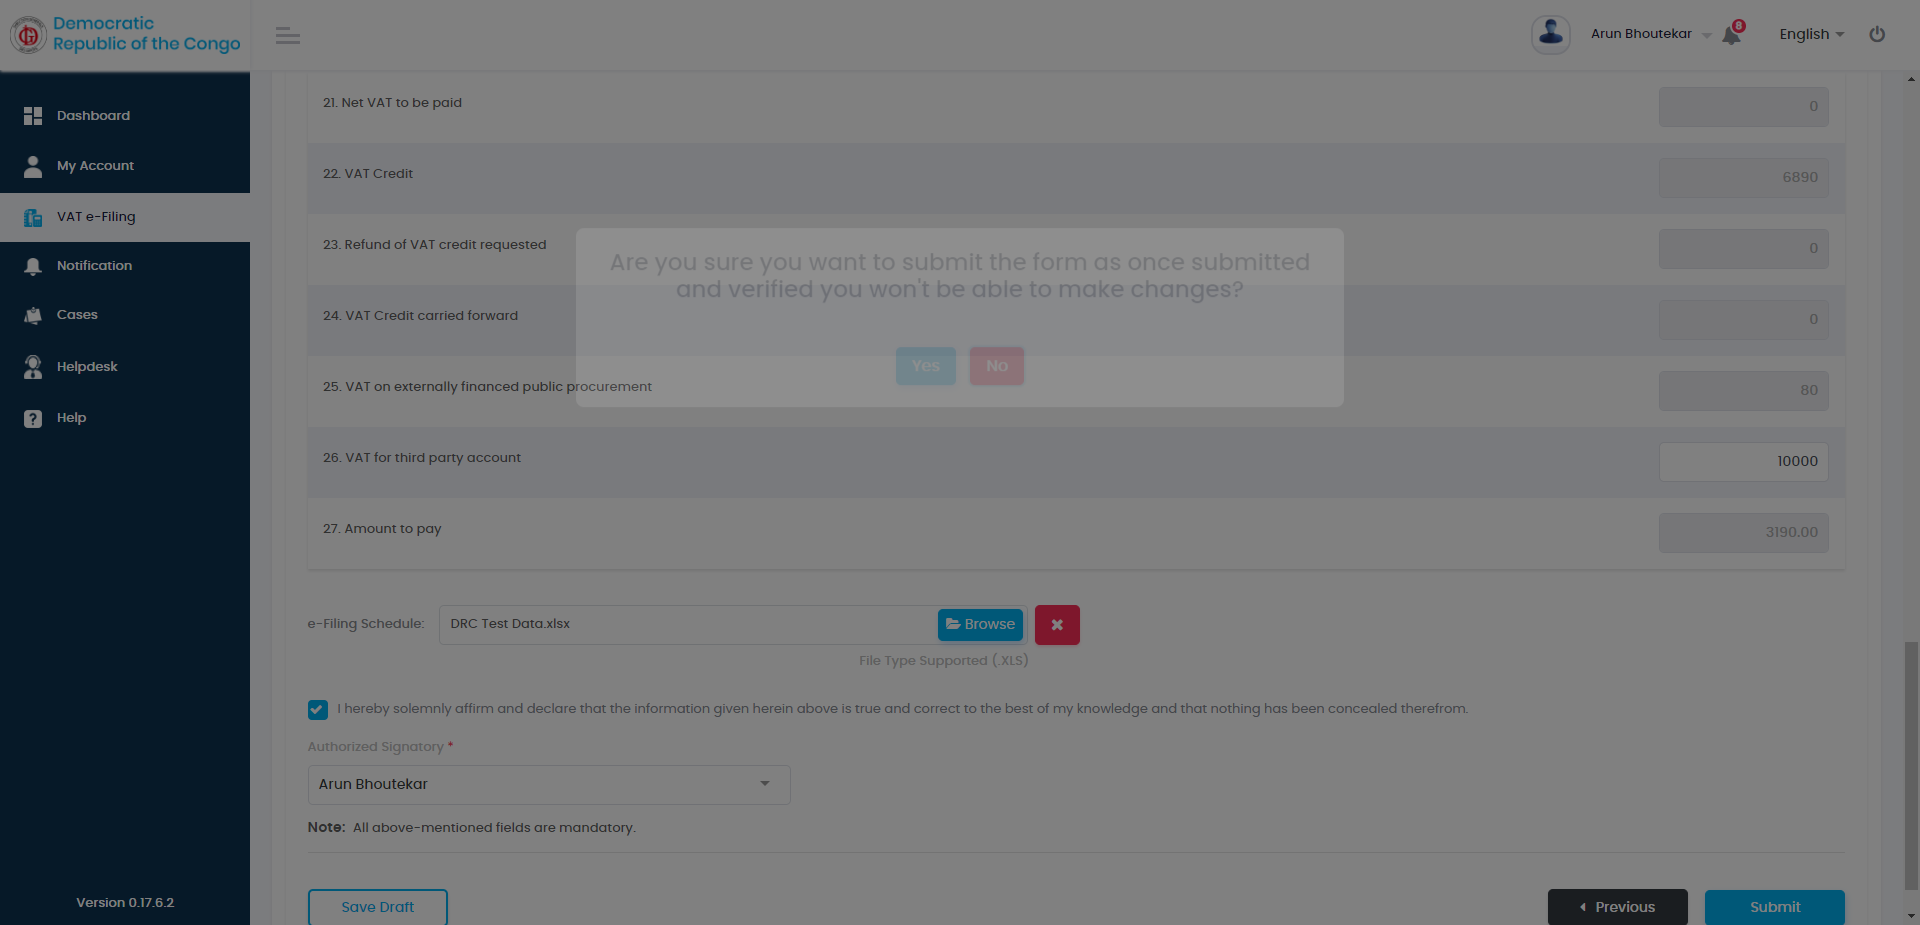 Democratic
Republic of the Congo
Arun Bhoutekar
8
English
Dashboard
My Account
VAT e-Filing
Notification
Cases
Helpdesk
Help
Version 0.17.6.2
21. Net VAT to be paid 0
22. VAT Credit 6890
23. Refund of VAT credit requested 0
Are you sure you want to submit the form as once submitted
and verified you won't be able to make changes?
24. VAT Credit carried forward 0
Yes No
25. VAT on externally financed public procurement 80
26. VAT for third party account 10000
27. Amount to pay 3190.00
e-Filing Schedule: DRC Test Data.xlsx Browse
File Type Supported (.XLS)
I hereby solemnly affirm and declare that the information given herein above is true and correct to the best of my knowledge and that nothing has been concealed therefrom.
Authorized Signatory *
Arun Bhoutekar
Note: All above-mentioned fields are mandatory.
Save Draft Previous Submit